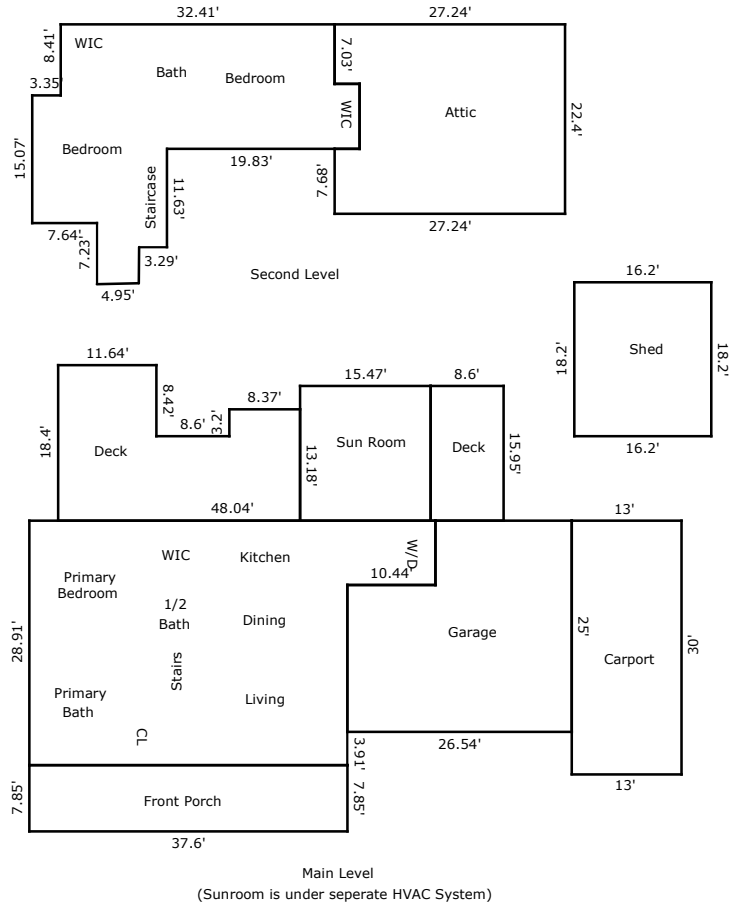 32.41'
27.24'
8.41'
WIC
7.03'
Bath
Bedroom
3.35'
WIC
Attic
22.4'
15.07'
Bedroom
19.83'
Staircase
11.63'
7.68'
7.64'
7.23'
3.29'
27.24'
4.95'
Second Level
16.2'
18.2'
Shed
18.2'
16.2'
11.64'
15.47'
8.6'
8.42'
8.37'
8.6'
3.2'
18.4'
Deck
13.18'
Sun Room
Deck
15.95'
48.04'
13'
WIC
Kitchen
W/D
Primary
Bedroom
10.44'
1/2
Bath
Dining
Garage
25'
28.91'
Stairs
Carport
30'
Primary
Bath
Living
CL
3.91'
26.54'
13'
7.85'
Front Porch
7.85'
37.6'
Main Level
(Sunroom is under seperate HVAC System)